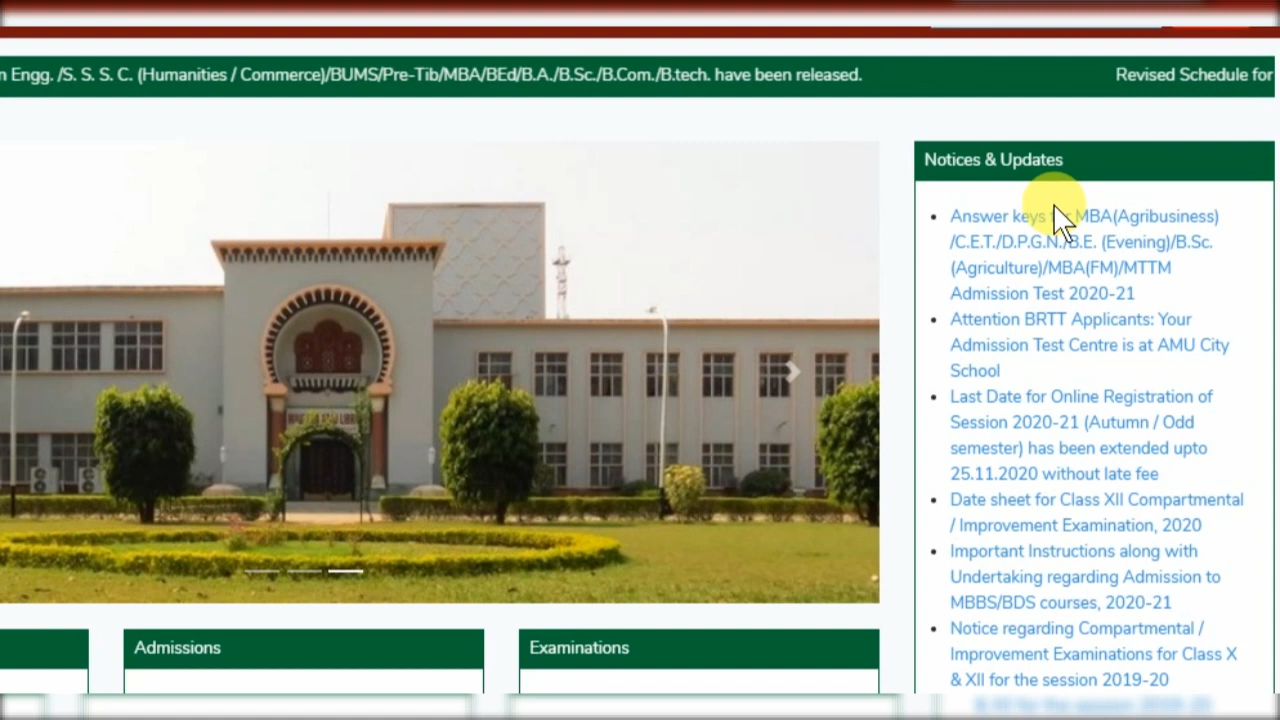 n Engg. /S. S. S. C. (Humanities / Commerce)/BUMS/Pre-Tib/MBA/BEd/B.A./B.Sc./B.Com./B.tech. have been released.
Revised Schedule for
Notices & Updates
Answer keys for MBA(Agribusiness)
/C.E.T./D.P.G.N./B.E. (Evening)/B.Sc.
(Agriculture)/MBA(FM)/MTTM
Admission Test 2020-21
Attention BRTT Applicants: Your
Admission Test Centre is at AMU City
School
Last Date for Online Registration of
Session 2020-21 (Autumn / Odd
semester) has been extended upto
25.11.2020 without late fee
Date sheet for Class XII Compartmental
/ Improvement Examination, 2020
Important Instructions along with
Undertaking regarding Admission to
MBBS/BDS courses, 2020-21
Notice regarding Compartmental /
Improvement Examinations for Class X
& XII for the session 2019-20
Admissions
Examinations